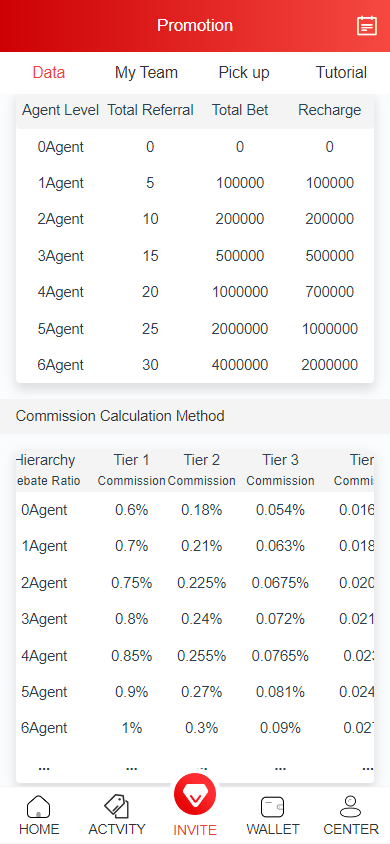 Promotion
Data My Team Pick up Tutorial
Agent Level Total Referral Total Bet Recharge
0Agent 0 0 0
1Agent 5 100000 100000
2Agent 10 200000 200000
3Agent 15 500000 500000
4Agent 20 1000000 700000
5Agent 25 2000000 1000000
6Agent 30 4000000 2000000
Commission Calculation Method
Hierarchy Tier 1 Tier 2 Tier 3 Tier
ebate Ratio Commission Commission Commission Commi
0Agent 0.6% 0.18% 0.054% 0.016
1Agent 0.7% 0.21% 0.063% 0.018
2Agent 0.75% 0.225% 0.0675% 0.020
3Agent 0.8% 0.24% 0.072% 0.021
4Agent 0.85% 0.255% 0.0765% 0.02
5Agent 0.9% 0.27% 0.081% 0.024
6Agent 1% 0.3% 0.09% 0.02
... ... ... ... ...
HOME ACTVITY INVITE WALLET CENTER